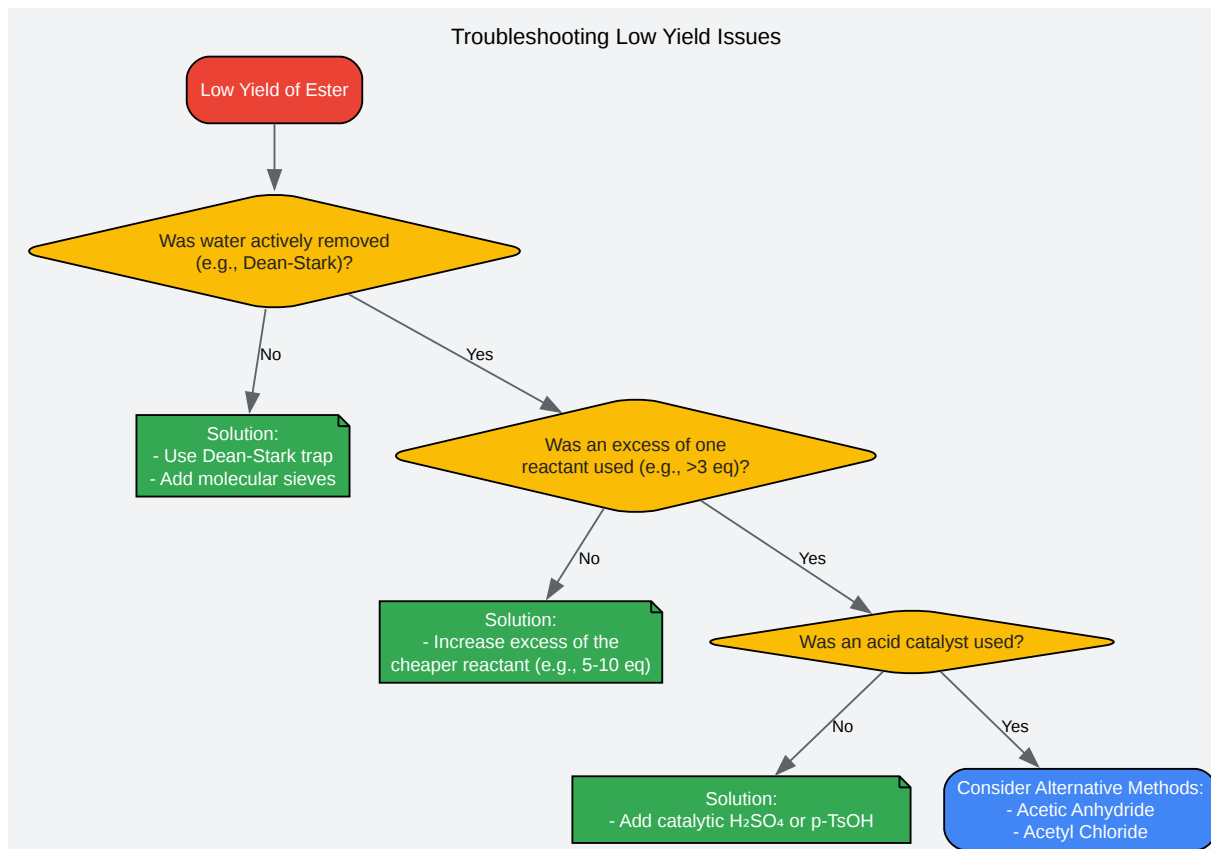 Troubleshooting Low Yield Issues
Low Yield of Ester
Was water actively removed
(e.g., Dean-Stark)?
No
Yes
Solution:
- Use Dean-Stark trap
- Add molecular sieves
Was an excess of one
reactant used (e.g., >3 eq)?
No
Yes
Solution:
- Increase excess of the
cheaper reactant (e.g., 5-10 eq)
Was an acid catalyst used?
No
Yes
Solution:
- Add catalytic H₂SO₄ or p-TsOH
Consider Alternative Methods:
- Acetic Anhydride
- Acetyl Chloride